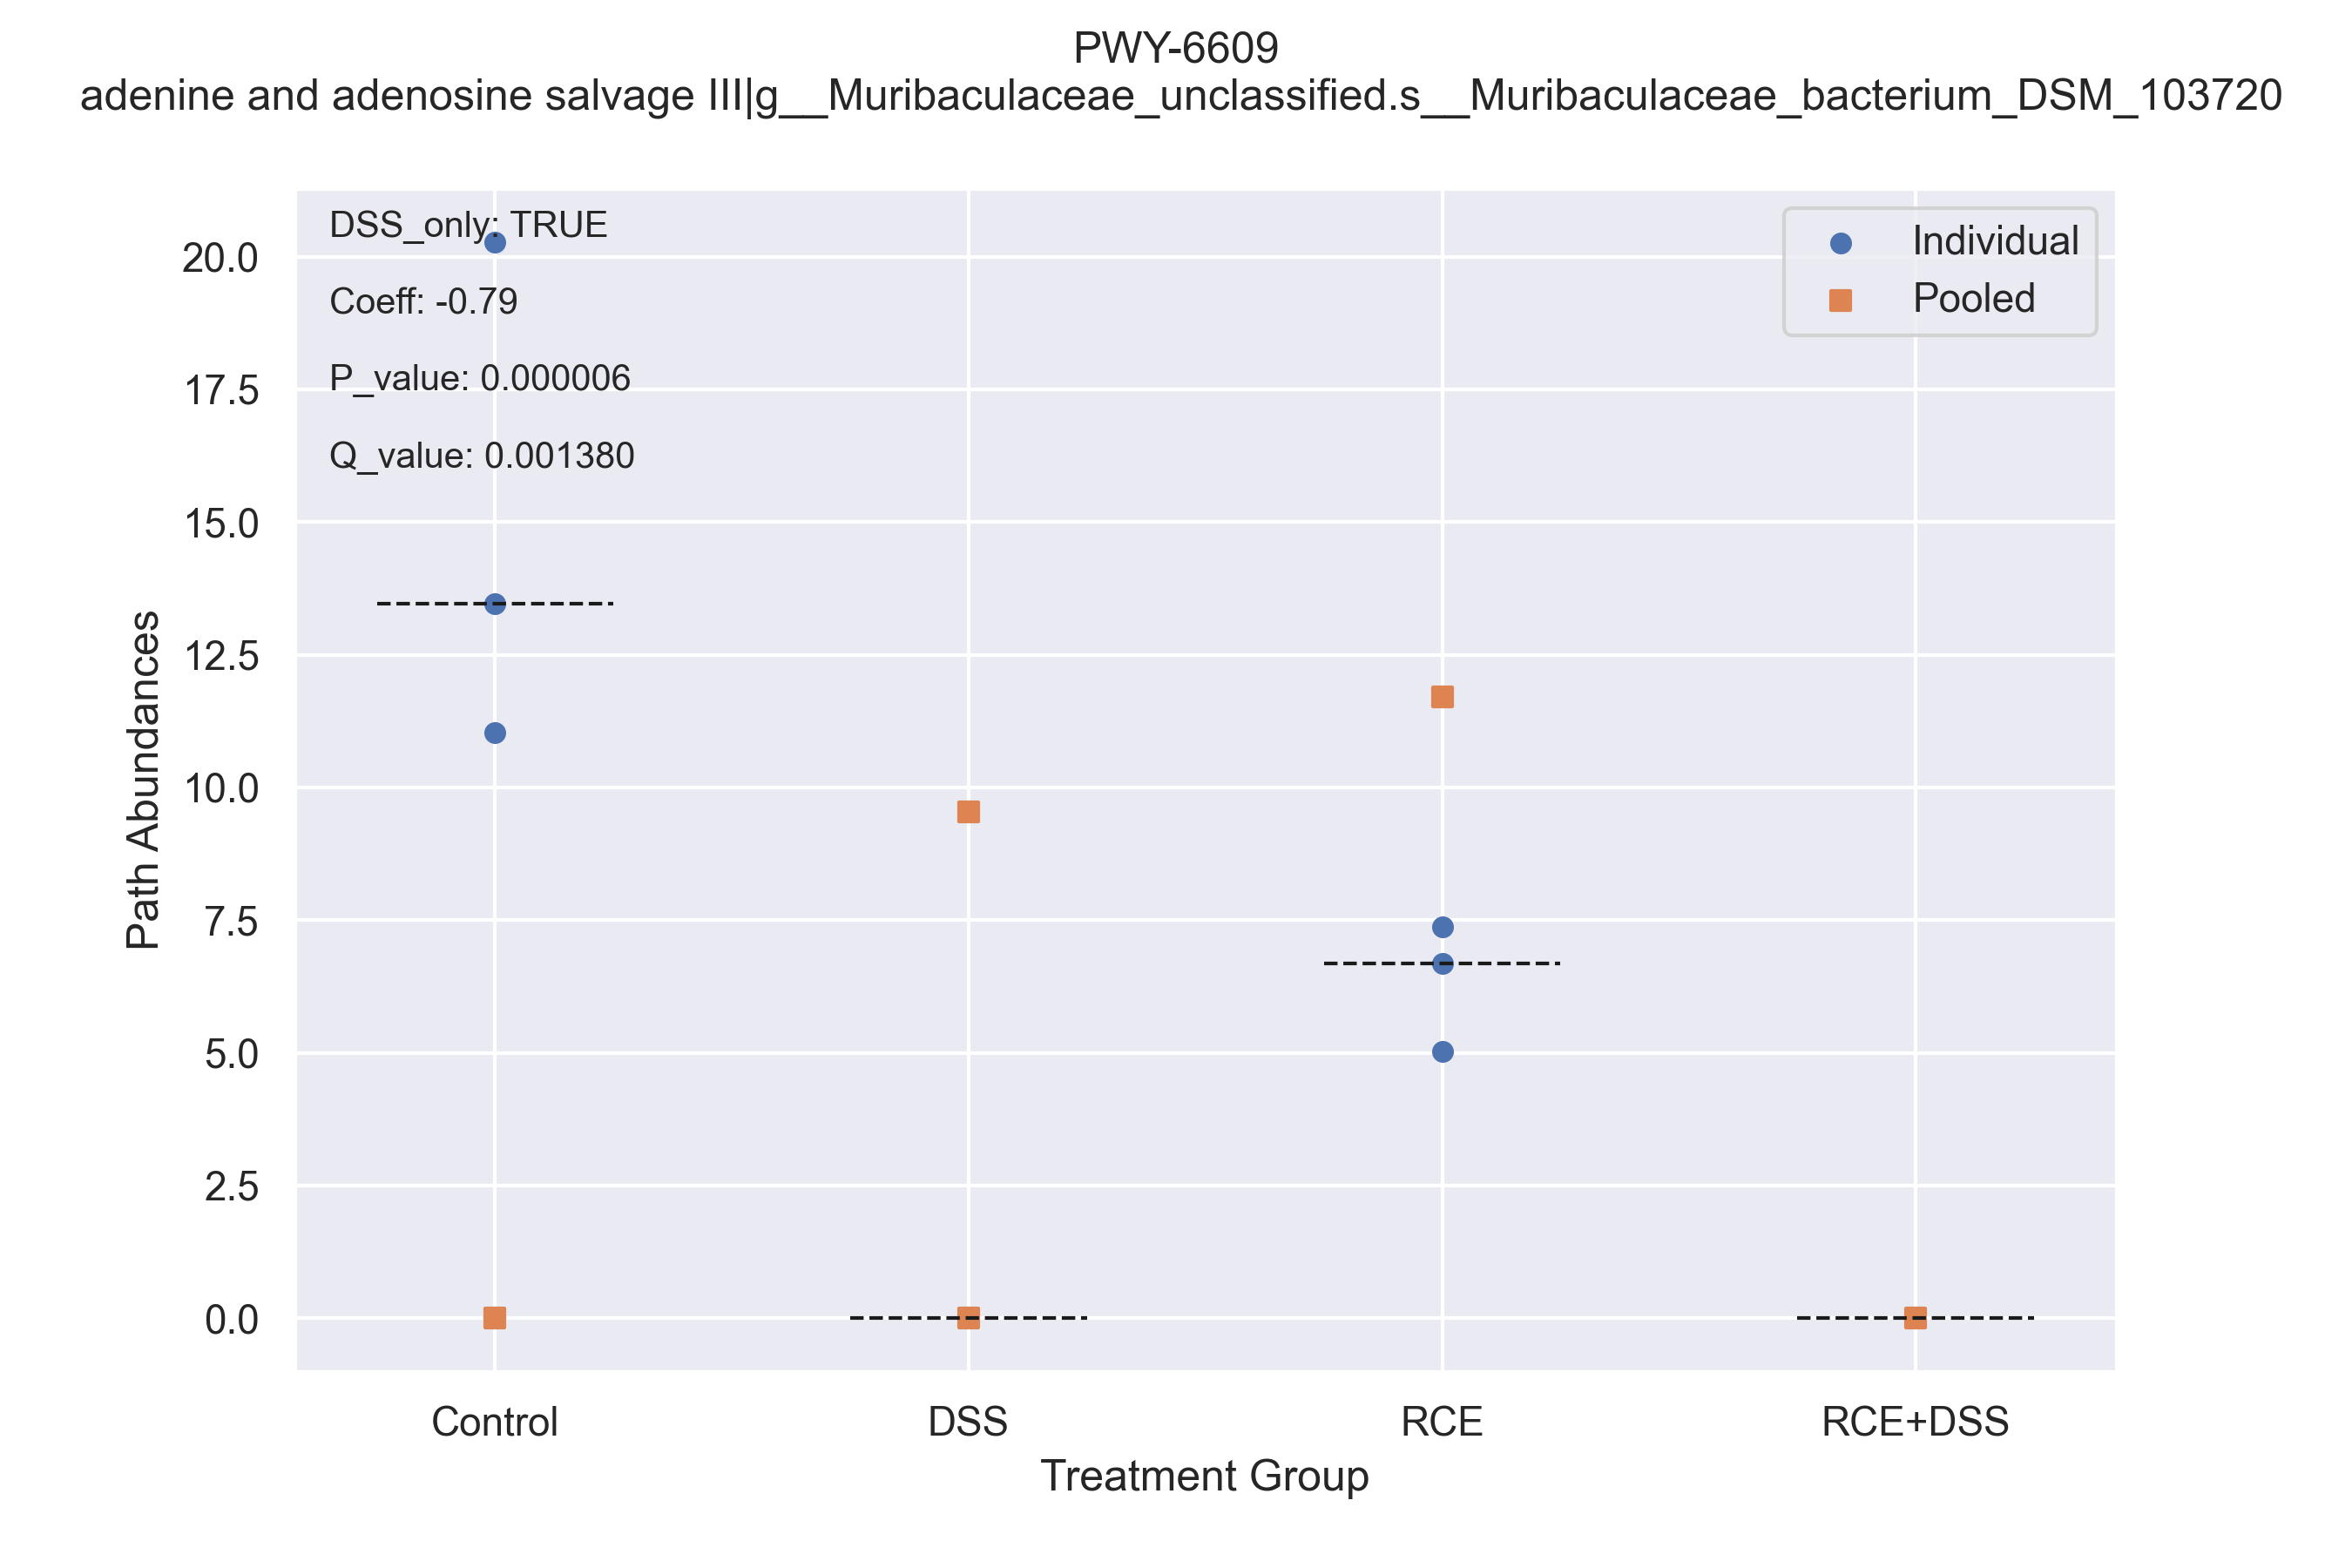 PWY-6609
adenine and adenosine salvage III|g__Muribaculaceae_unclassified.s__Muribaculaceae_bacterium_DSM_103720
DSS_only: TRUE
Coeff: -0.79
P_value: 0.000006
Q_value: 0.001380
Individual
Pooled
Path Abundances
20.0
17.5
15.0
12.5
10.0
7.5
5.0
2.5
0.0
Control
DSS
RCE
RCE+DSS
Treatment Group